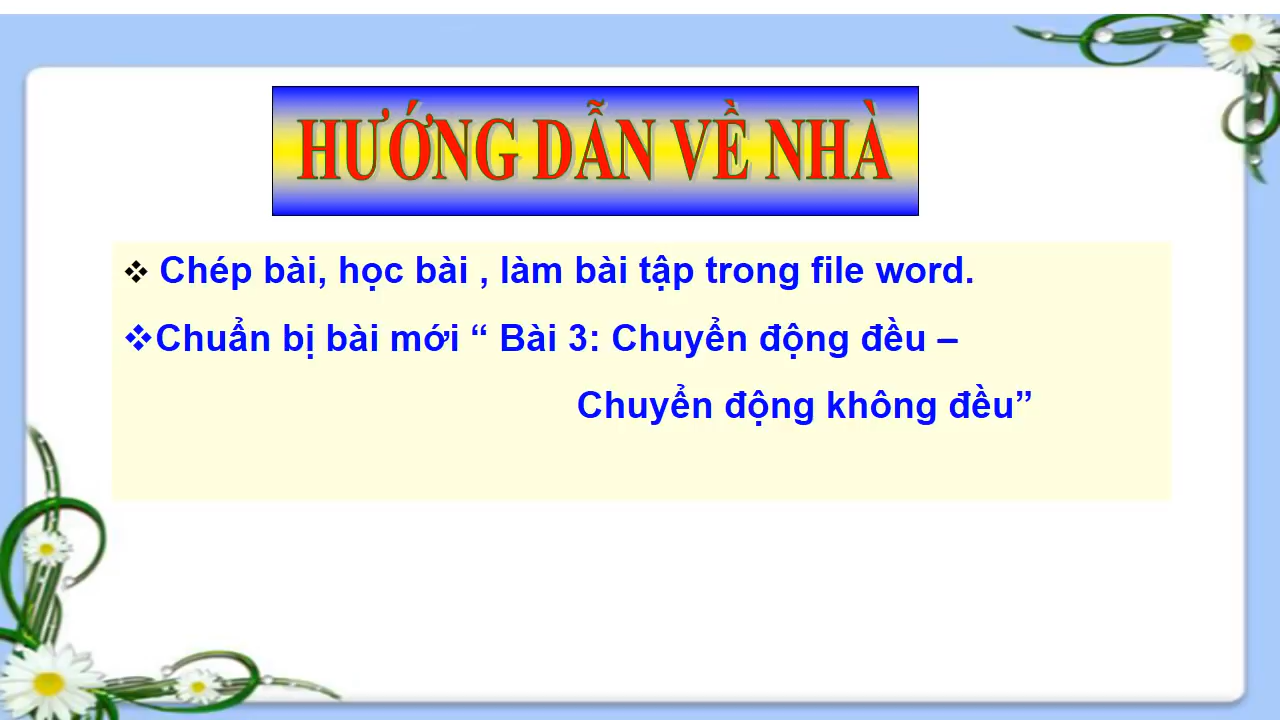 HƯỚNG DẪN VỀ NHÀ
❖ Chép bài, học bài , làm bài tập trong file word.
❖Chuẩn bị bài mới “ Bài 3: Chuyển động đều –
Chuyển động không đều”